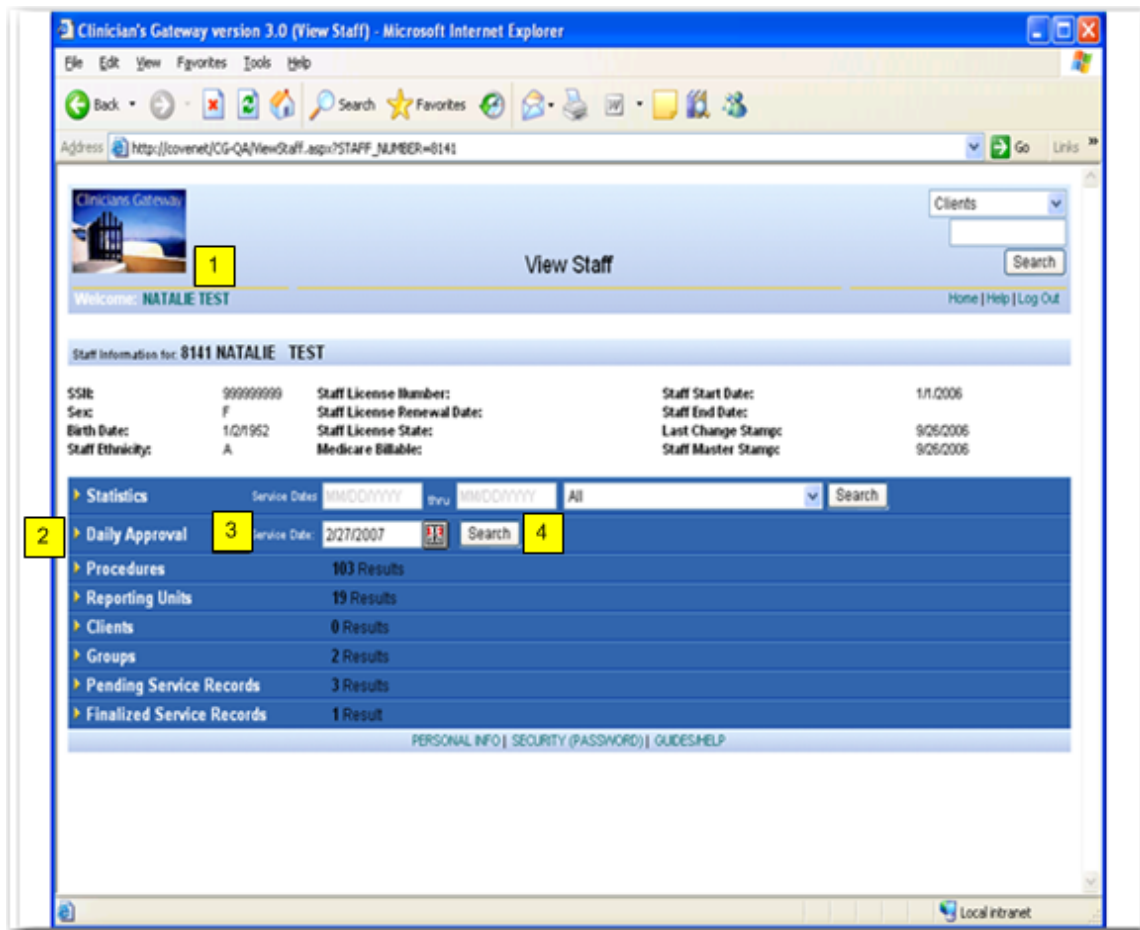 Clinician's Gateway version 3.0 (View Staff) - Microsoft Internet Explorer
File Edit View Favorites Tools Help
Back Search Favorites
Address http://covenet/CG-QA/ViewStaff.aspx?STAFF_NUMBER=8141 Go Links »
Clinicians Gateway
Clients
1
View Staff
Search
Welcome: NATALIE TEST
Home | Help | Log Out
Staff Information for: 8141 NATALIE TEST
SSN: 999999999 Staff License Number: Staff Start Date: 1/1/2006
Sex: F Staff License Renewal Date: Staff End Date:
Birth Date: 1/2/1952 Staff License State: Last Change Stamp: 9/26/2006
Staff Ethnicity: A Medicare Billable: Staff Master Stamp: 9/26/2006
Statistics Service Dates MM/DD/YYYY thru MM/DD/YYYY All Search
2 Daily Approval 3 Service Date: 2/27/2007 Search 4
Procedures 103 Results
Reporting Units 19 Results
Clients 0 Results
Groups 2 Results
Pending Service Records 3 Results
Finalized Service Records 1 Result
PERSONAL INFO | SECURITY (PASSWORD) | GUIDES/HELP
Local intranet